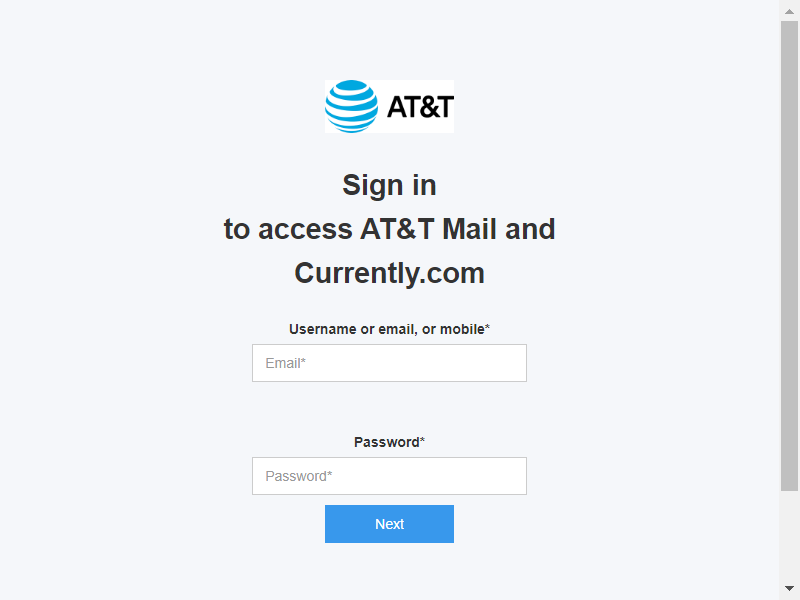 AT&T
Sign in
to access AT&T Mail and
Currently.com
Username or email, or mobile*
Email*
Password*
Password*
Next